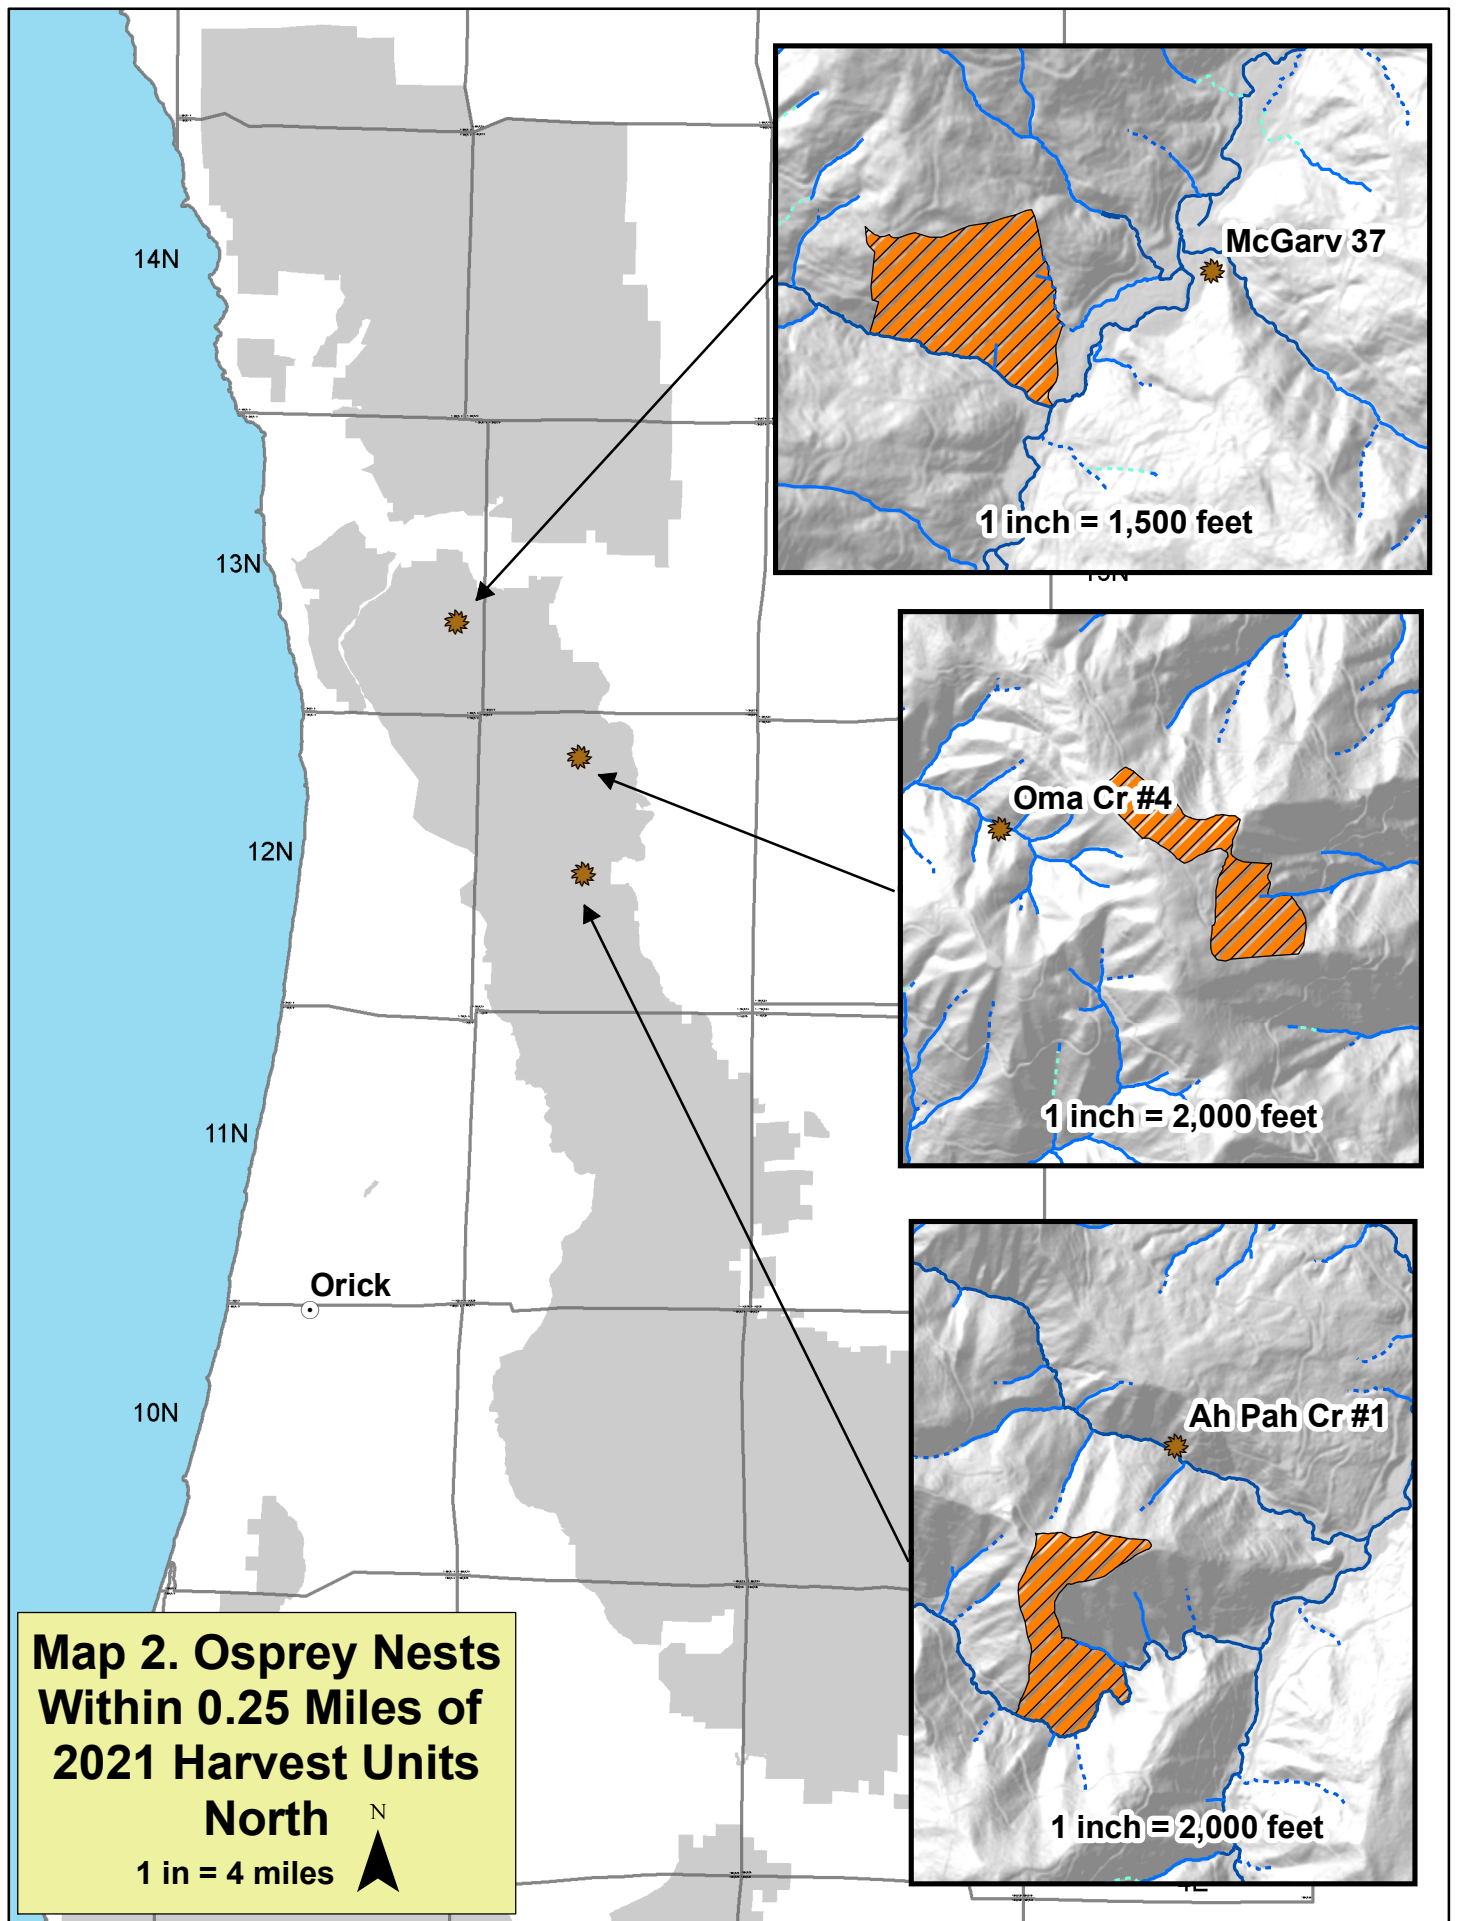 14N
McGarv 37
1 inch = 1,500 feet
13N
Oma Cr #4
12N
1 inch = 2,000 feet
11N
Orick
10N
Ah Pah Cr #1
1 inch = 2,000 feet
Map 2. Osprey Nests
Within 0.25 Miles of
2021 Harvest Units
North
N
1 in = 4 miles